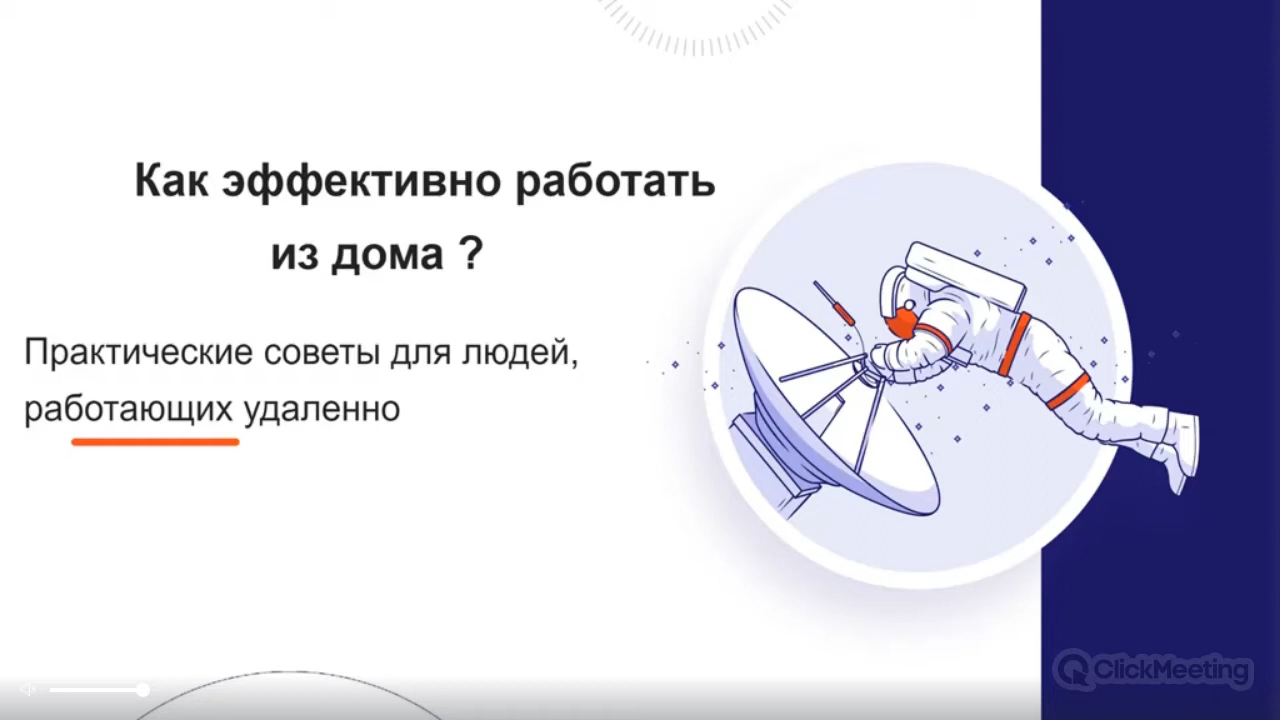 Как эффективно работать
из дома ?
Практические советы для людей,
работающих удаленно
ClickMeeting